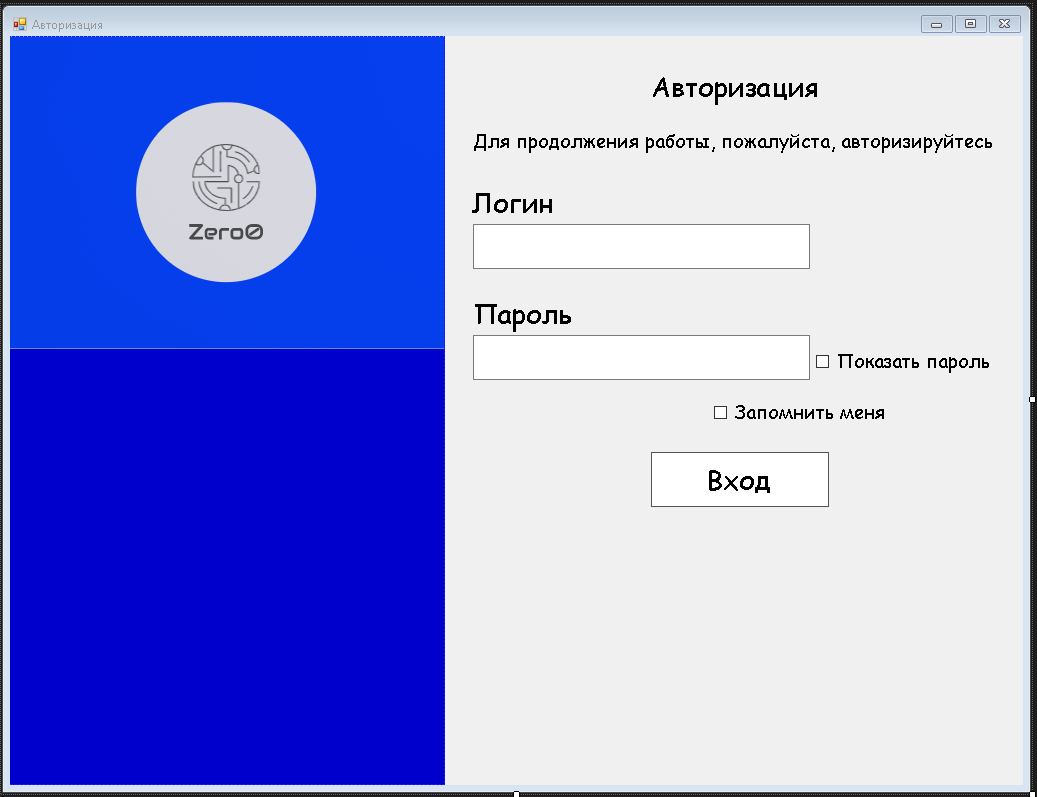 Авторизация
Zero0
Авторизация
Для продолжения работы, пожалуйста, авторизируйтесь
Логин
Пароль
Показать пароль
Запомнить меня
Вход